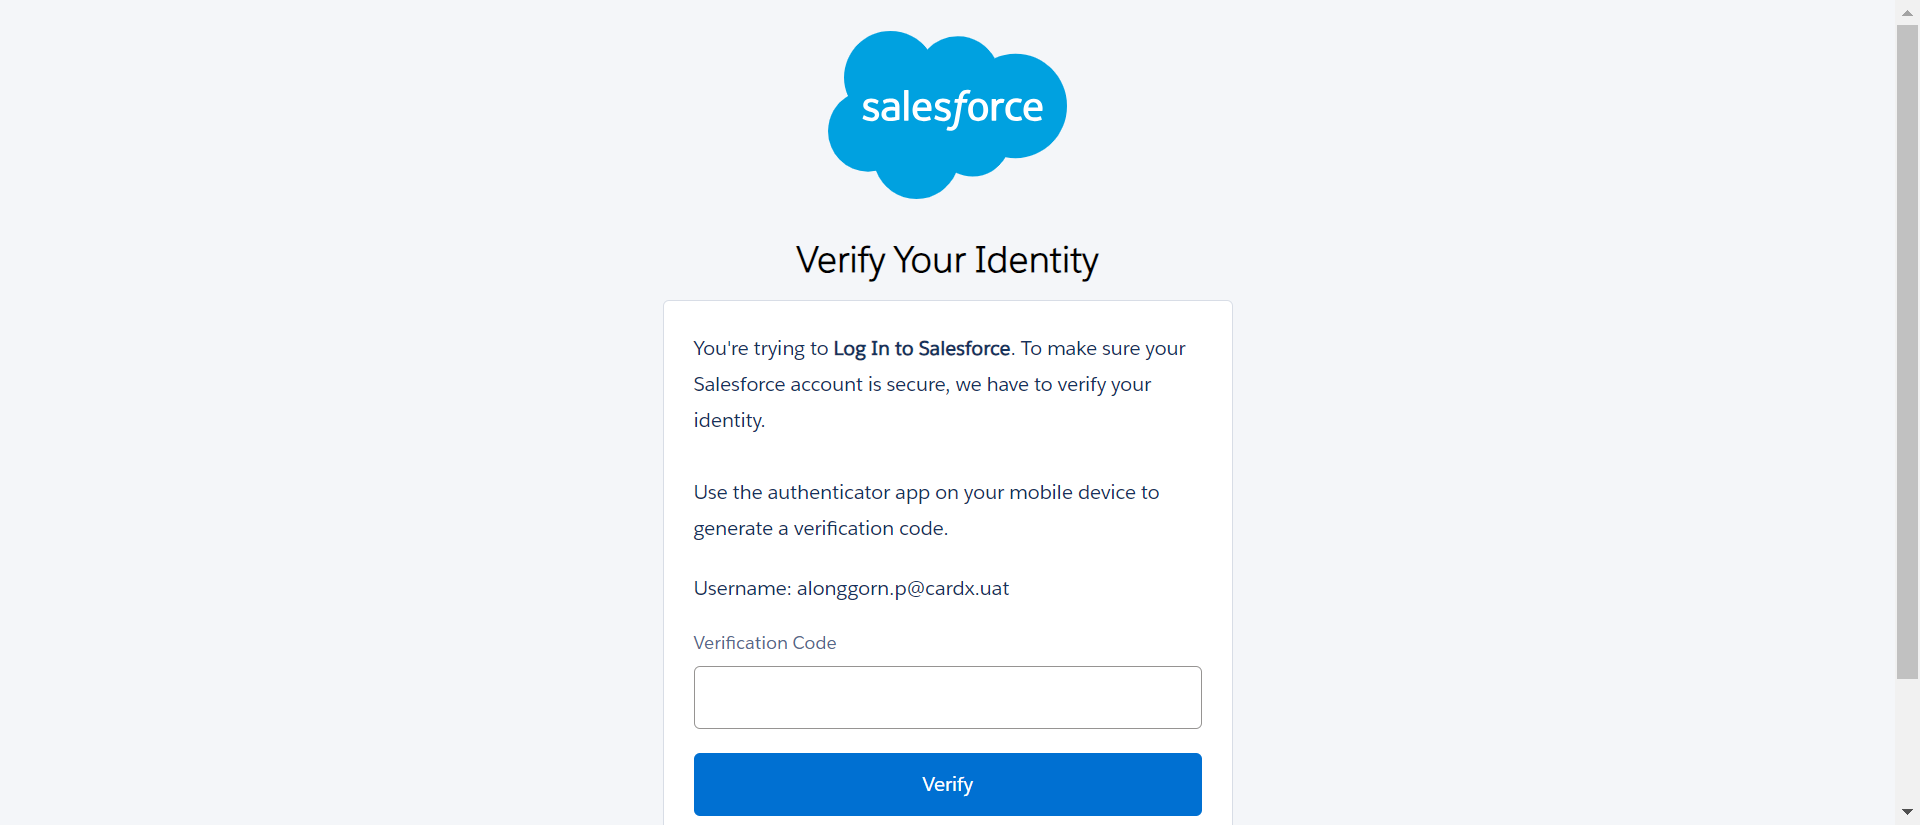 salesforce
Verify Your Identity
You're trying to Log In to Salesforce. To make sure your
Salesforce account is secure, we have to verify your
identity.
Use the authenticator app on your mobile device to
generate a verification code.
Username: alonggorn.p@cardx.uat
Verification Code
Verify